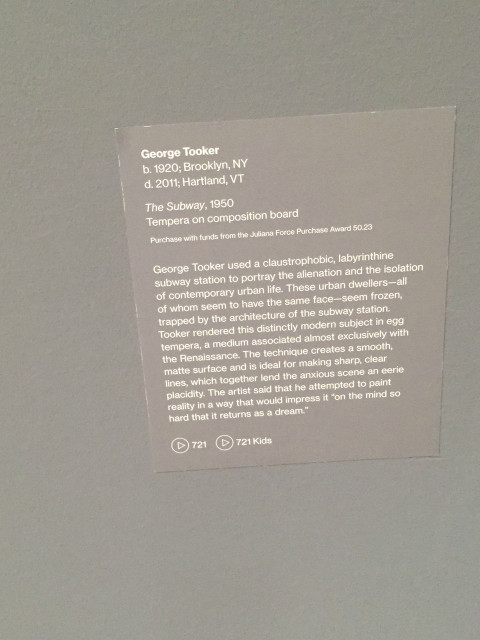 George Tooker
b. 1920; Brooklyn, NY
d. 2011; Hartland, VT
The Subway, 1950
Tempera on composition board
Purchase with funds from the Juliana Force Purchase Award 50.23
George Tooker used a claustrophobic, labyrinthine
subway station to portray the alienation and the isolation
of contemporary urban life. These urban dwellers—all
of whom seem to have the same face—seem frozen,
trapped by the architecture of the subway station.
Tooker rendered this distinctly modern subject in egg
tempera, a medium associated almost exclusively with
the Renaissance. The technique creates a smooth,
matte surface and is ideal for making sharp, clear
lines, which together lend the anxious scene an eerie
placidity. The artist said that he attempted to paint
reality in a way that would impress it “on the mind so
hard that it returns as a dream.”
721 721 Kids